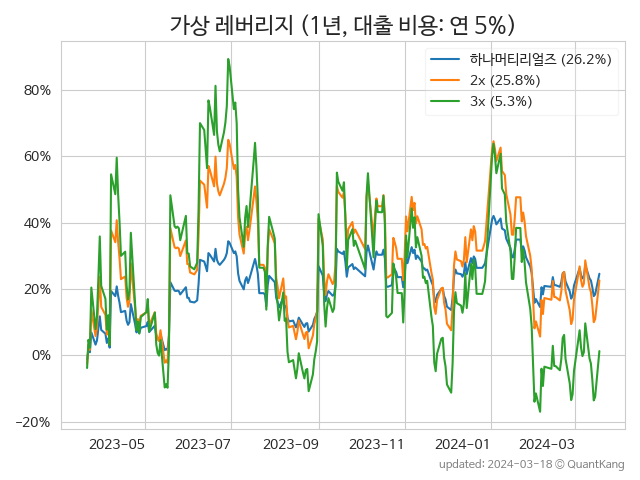 가상 레버리지 (1년, 대출 비용: 연 5%)
하나머티리얼즈 (26.2%)
2x (25.8%)
3x (5.3%)
80%
60%
40%
20%
0%
−20%
2023−05 2023−07 2023−09 2023−11 2024−01 2024−03
updated: 2024−03−18 © QuantKang